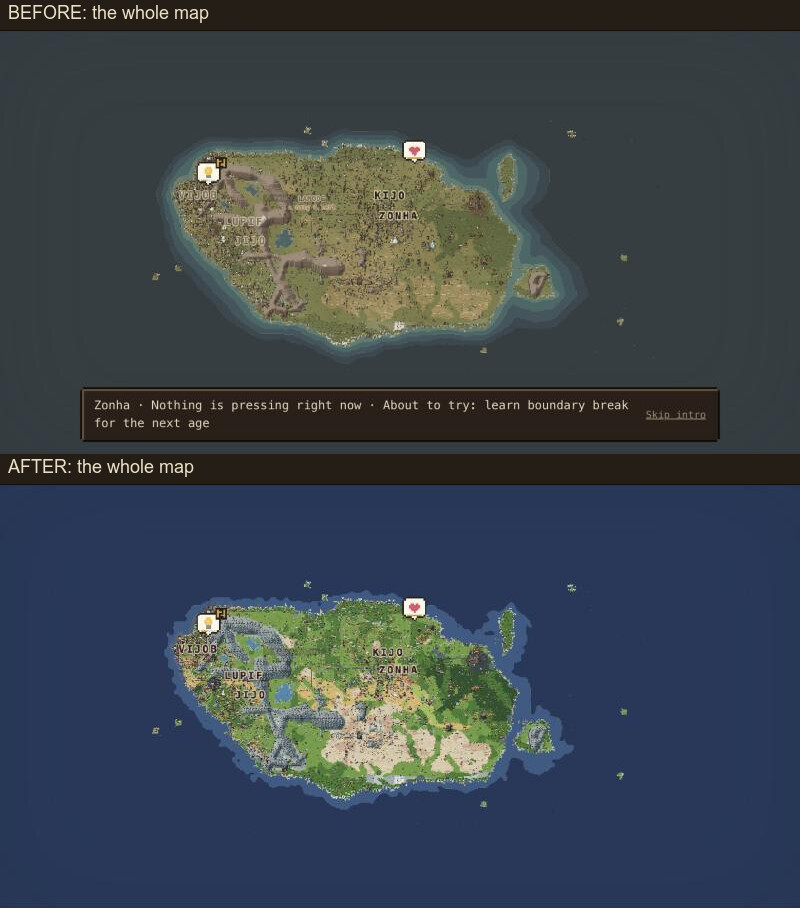 BEFORE: the whole map
VIJOB
KIJO
ZONHA
LUPIF
JIJO
Zonha · Nothing is pressing right now · About to try: learn boundary break
for the next age
Skip intro
AFTER: the whole map
VIJOB
KIJO
ZONHA
LUPIF
JIJO